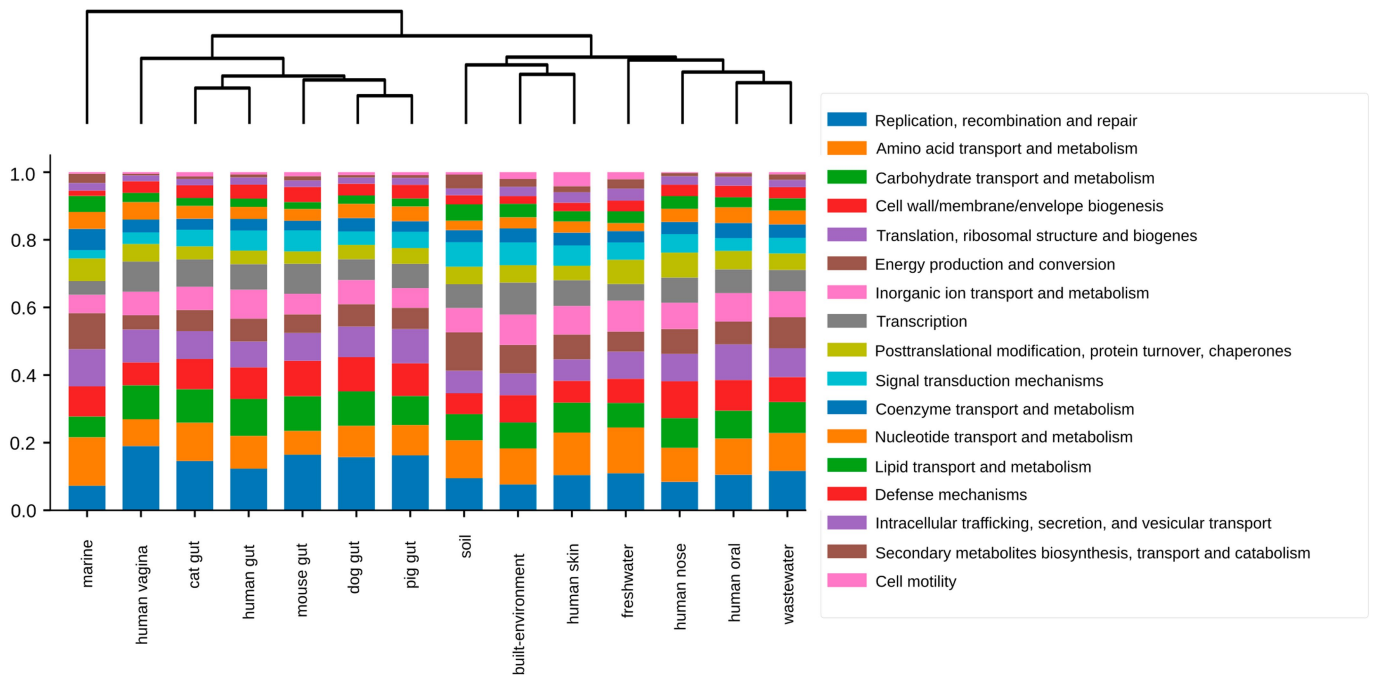 1.0
0.8
0.6
0.4
0.2
0.0
marine
human vagina
cat gut
human gut
mouse gut
dog gut
pig gut
soil
built-environment
human skin
freshwater
human nose
human oral
wastewater
Replication, recombination and repair
Amino acid transport and metabolism
Carbohydrate transport and metabolism
Cell wall/membrane/envelope biogenesis
Translation, ribosomal structure and biogenes
Energy production and conversion
Inorganic ion transport and metabolism
Transcription
Posttranslational modification, protein turnover, chaperones
Signal transduction mechanisms
Coenzyme transport and metabolism
Nucleotide transport and metabolism
Lipid transport and metabolism
Defense mechanisms
Intracellular trafficking, secretion, and vesicular transport
Secondary metabolites biosynthesis, transport and catabolism
Cell motility